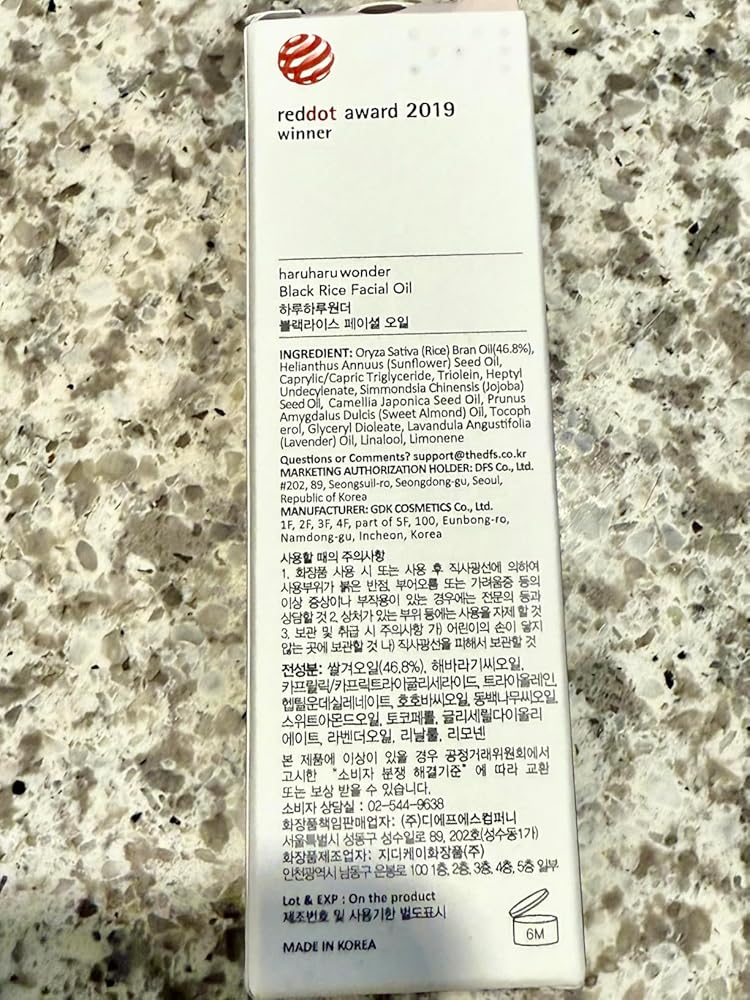 reddot award 2019
winner
haruharu wonder
Black Rice Facial Oil
하루하루원더
블랙라이스 페이셜 오일
INGREDIENT: Oryza Sativa (Rice) Bran Oil(46.8%),
Helianthus Annuus (Sunflower) Seed Oil,
Caprylic/Capric Triglyceride, Triolein, Heptyl
Undecylenate, Simmondsia Chinensis (Jojoba)
Seed Oil, Camellia Japonica Seed Oil, Prunus
Amygdalus Dulcis (Sweet Almond) Oil, Tocoph
erol, Glyceryl Dioleate, Lavandula Angustifolia
(Lavender) Oil, Linalool, Limonene
Questions or Comments? support@thedfs.co.kr
MARKETING AUTHORIZATION HOLDER: DFS Co., Ltd.
#202, 89, Seongsuil-ro, Seongdong-gu, Seoul,
Republic of Korea
MANUFACTURER: GDK COSMETICS Co., Ltd.
1F, 2F, 3F, 4F, part of 5F, 100, Eunbong-ro,
Namdong-gu, Incheon, Korea
사용할 때의 주의사항
1. 화장품 사용 시 또는 사용 후 직사광선에 의하여
사용부위가 붉은 반점, 부어오름 또는 가려움증 등의
이상 증상이나 부작용이 있는 경우에는 전문의 등과
상담할 것 2. 상처가 있는 부위 등에는 사용을 자제 할 것
3. 보관 및 취급 시 주의사항 가) 어린이의 손이 닿지
않는 곳에 보관할 것 나) 직사광선을 피해서 보관할 것
전성분: 쌀겨오일(46.8%), 해바라기씨오일,
카프릴릭/카프릭트라이글리세라이드, 트라이올레인,
헵틸운데실레네이트, 호호바씨오일, 동백나무씨오일,
스위트아몬드오일, 토코페롤, 글리세릴다이올리
에이트, 라벤더오일, 리날룰, 리모넨
본 제품에 이상이 있을 경우 공정거래위원회에서
고시한 "소비자 분쟁 해결기준" 에 따라 교환
또는 보상 받을 수 있습니다.
소비자 상담실 : 02-544-9638
화장품책임판매업자: (주)디에프에스컴퍼니
서울특별시 성동구 성수일로 89, 202호(성수동1가)
화장품제조업자: 지디케이화장품(주)
인천광역시 남동구 은봉로 100 1층, 2층, 3층, 4층, 5층 일부
Lot & EXP : On the product
제조번호 및 사용기한 별도표시
6M
MADE IN KOREA